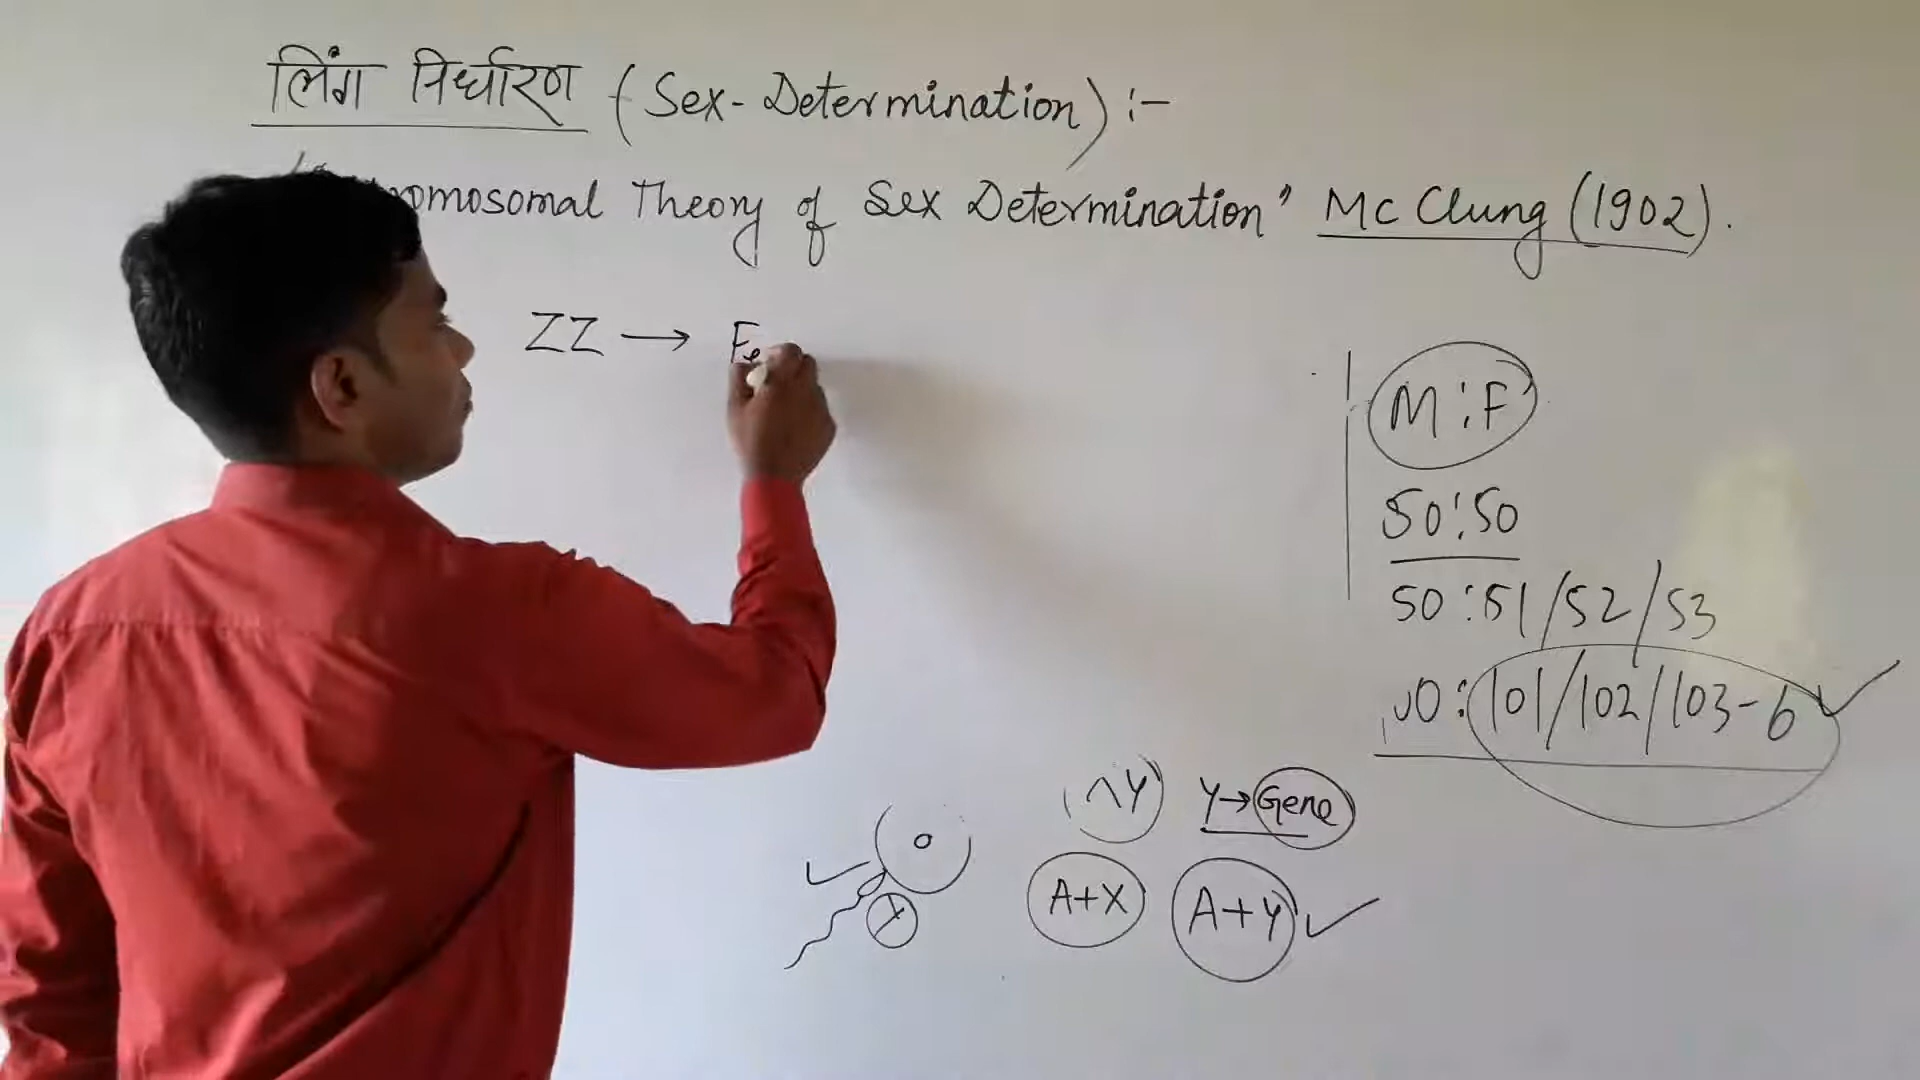 लिंग निर्धारण (Sex-Determination) :-
omosomal Theory of Sex Determination" Mc Clung (1902).
ZZ → Fe
M : F
50:50
50:51/52/53
00:101/102/103-6
Y Y→Gene
A+X A+Y